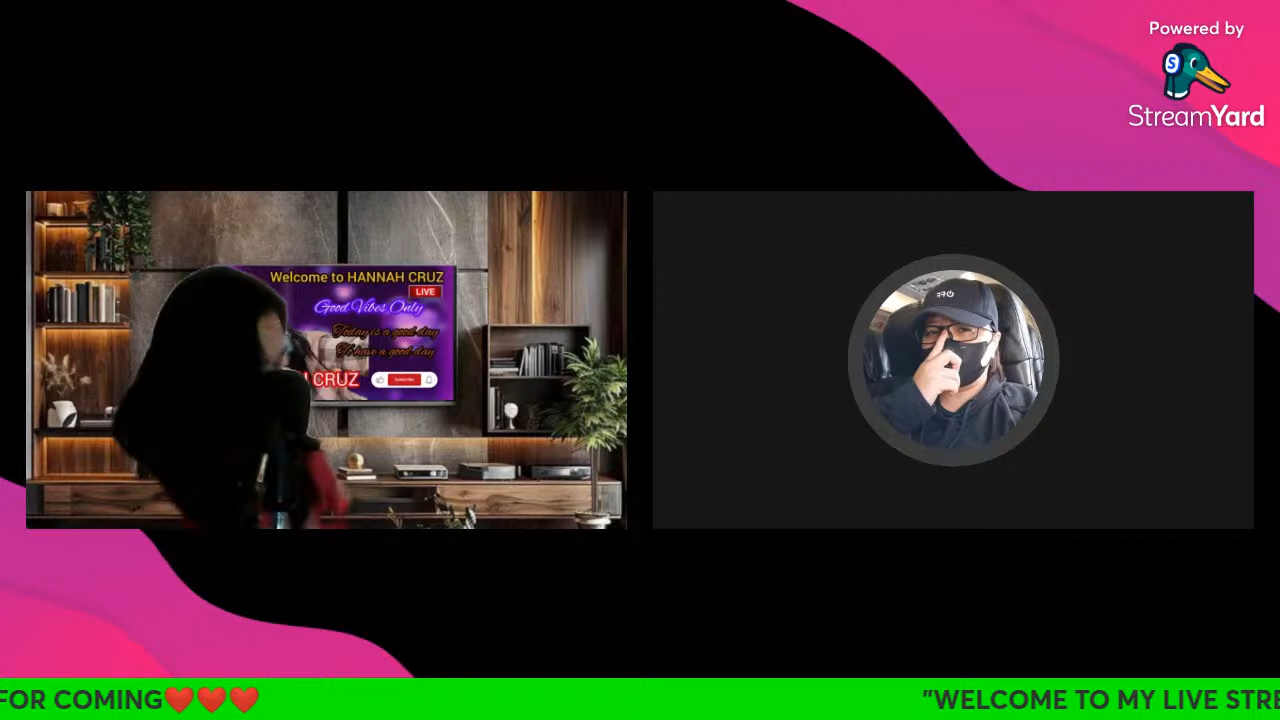 Powered by
StreamYard
Welcome to HANNAH CRUZ
LIVE
Good Vibes Only
Today is a good day
To have a good day
CRUZ
SUBSCRIBE
FOR COMING❤️❤️❤️
"WELCOME TO MY LIVE STRE